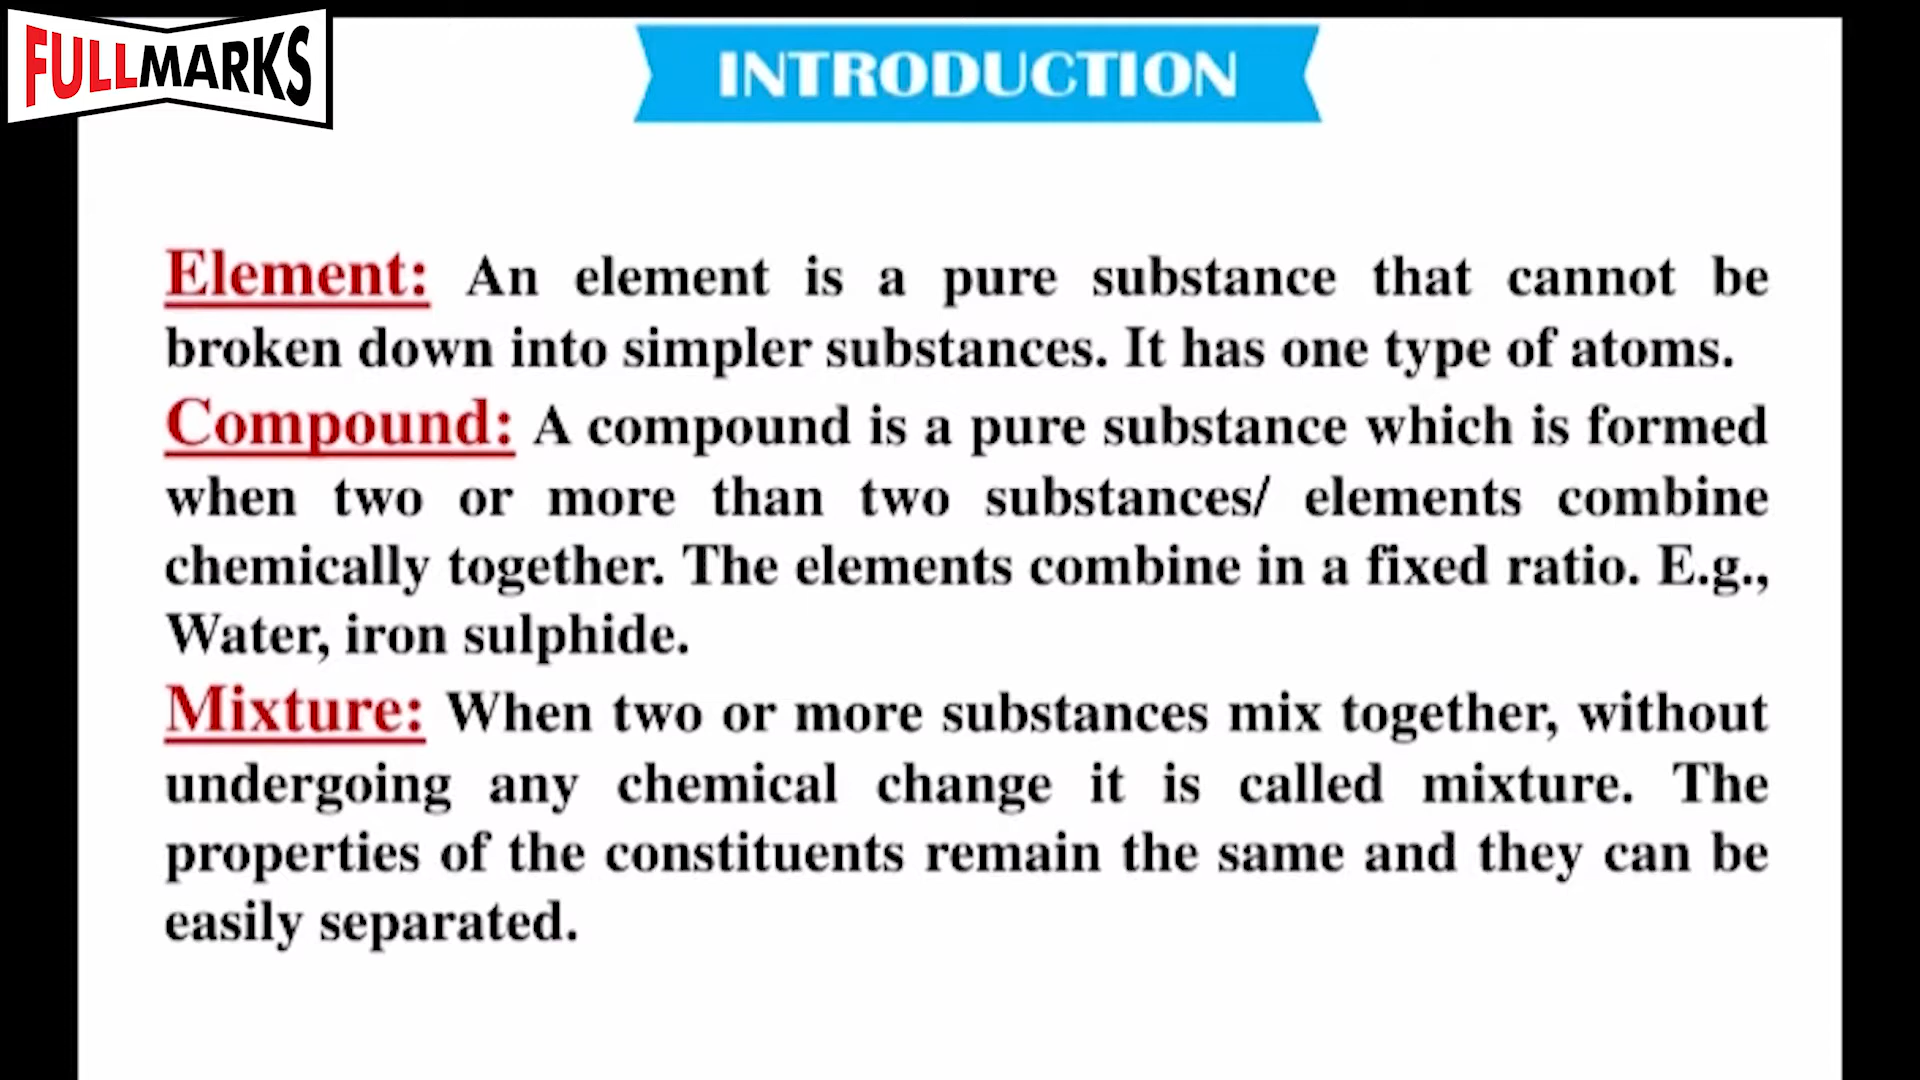 FULLMARKS
INTRODUCTION
Element: An element is a pure substance that cannot be
broken down into simpler substances. It has one type of atoms.
Compound: A compound is a pure substance which is formed
when two or more than two substances/ elements combine
chemically together. The elements combine in a fixed ratio. E.g.,
Water, iron sulphide.
Mixture: When two or more substances mix together, without
undergoing any chemical change it is called mixture. The
properties of the constituents remain the same and they can be
easily separated.